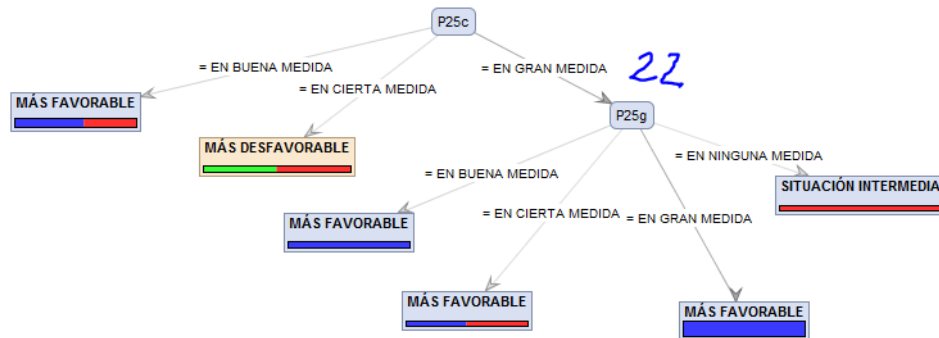 P25c
= EN BUENA MEDIDA
= EN CIERTA MEDIDA
= EN GRAN MEDIDA
22
MÁS FAVORABLE
MÁS DESFAVORABLE
P25g
= EN BUENA MEDIDA
= EN CIERTA MEDIDA
= EN GRAN MEDIDA
= EN NINGUNA MEDIDA
MÁS FAVORABLE
MÁS FAVORABLE
MÁS FAVORABLE
SITUACIÓN INTERMEDIA